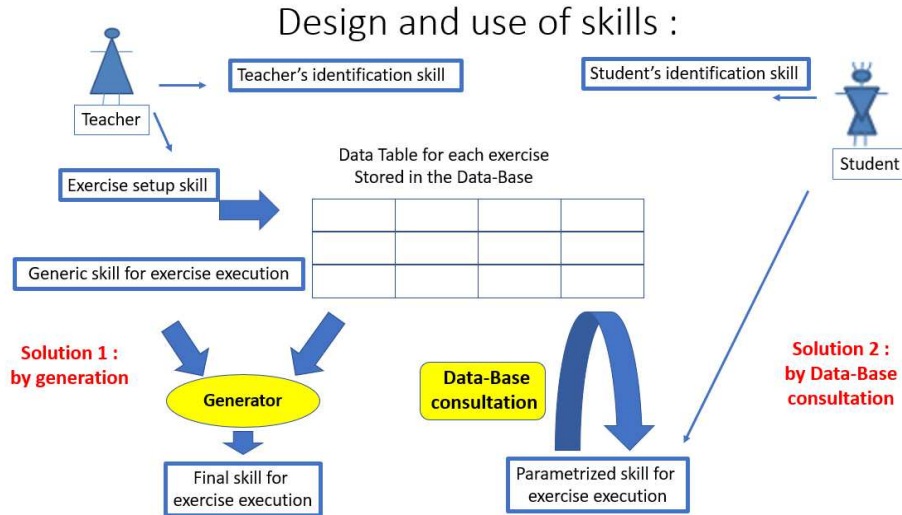 Design and use of skills :
Teacher's identification skill
Student's identification skill
Teacher
Student
Data Table for each exercise
Stored in the Data-Base
Exercise setup skill
Generic skill for exercise execution
Solution 1 :
by generation
Generator
Data-Base
consultation
Solution 2 :
by Data-Base
consultation
Final skill for
exercise execution
Parametrized skill for
exercise execution